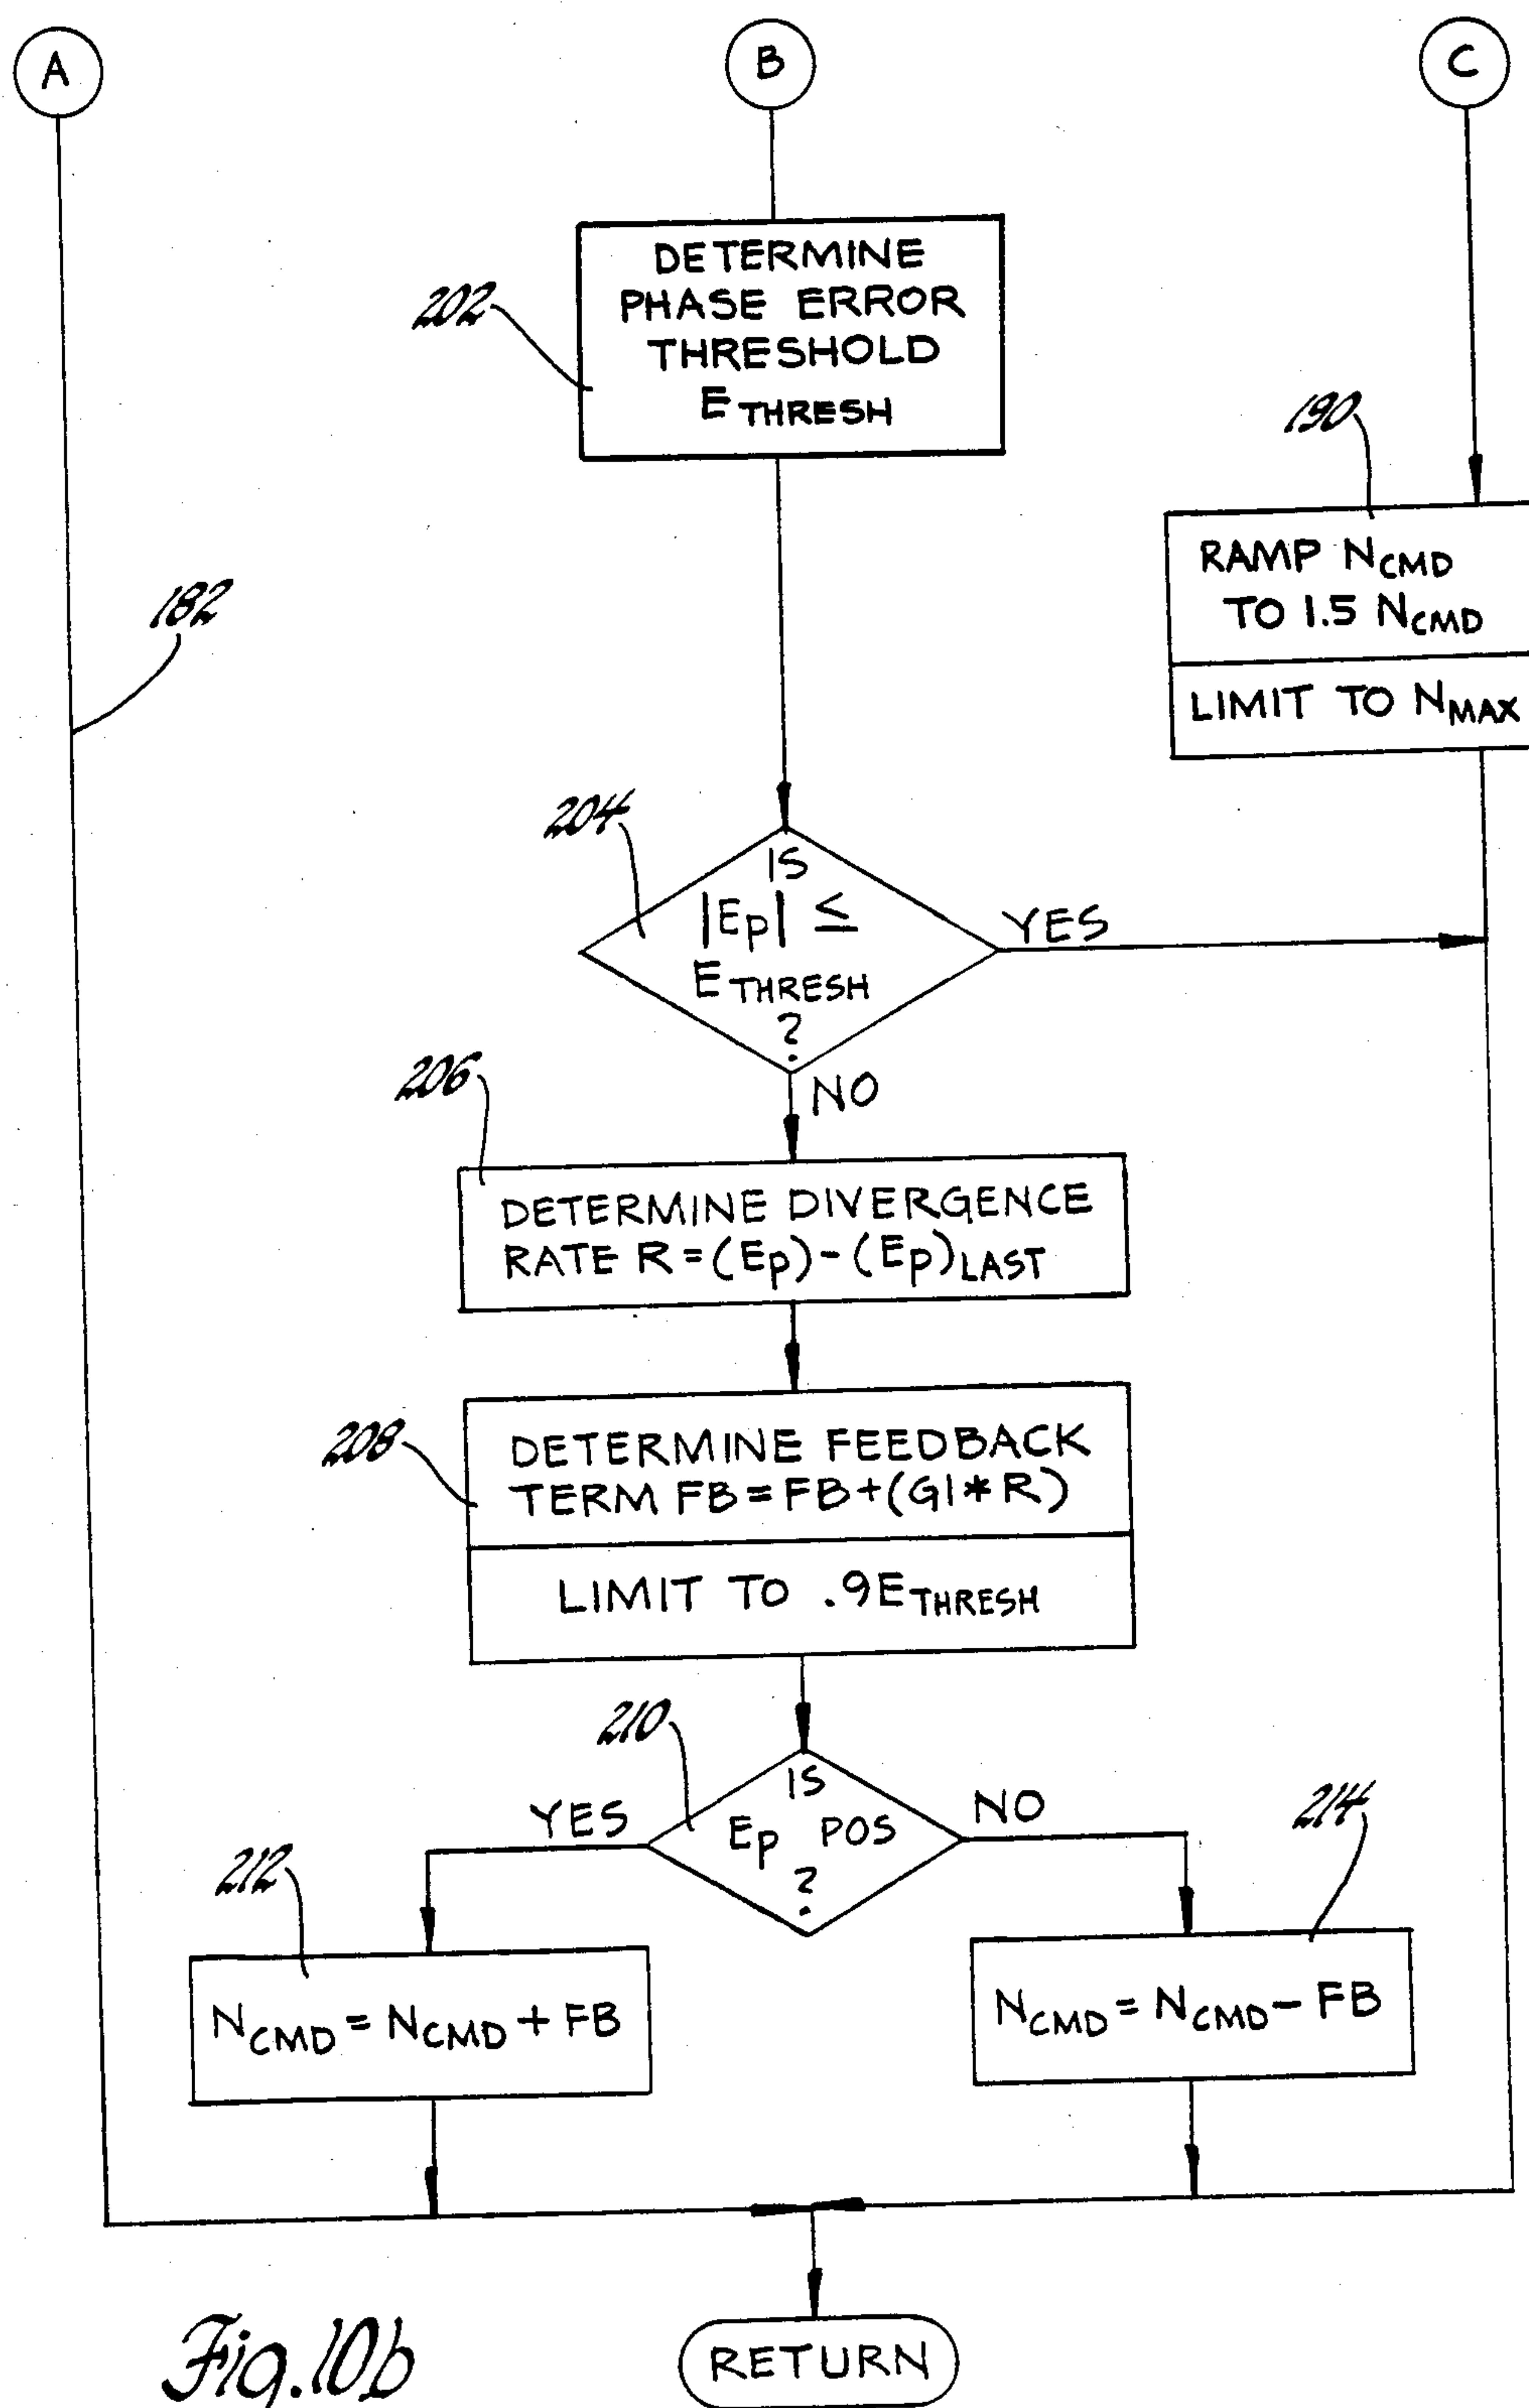 A
B
C
DETERMINE
PHASE ERROR
THRESHOLD
E THRESH
202
190
RAMP NCMD
TO 1.5 NCMD
LIMIT TO NMAX
182
204
IS
|Ep| ≤
E THRESH
?
YES
NO
206
DETERMINE DIVERGENCE
RATE R = (Ep) - (Ep)LAST
208
DETERMINE FEEDBACK
TERM FB = FB + (G1 * R)
LIMIT TO .9ETHRESH
210
IS
Ep POS
?
YES
NO
212
214
NCMD = NCMD + FB
NCMD = NCMD - FB
RETURN
Fig. 10b